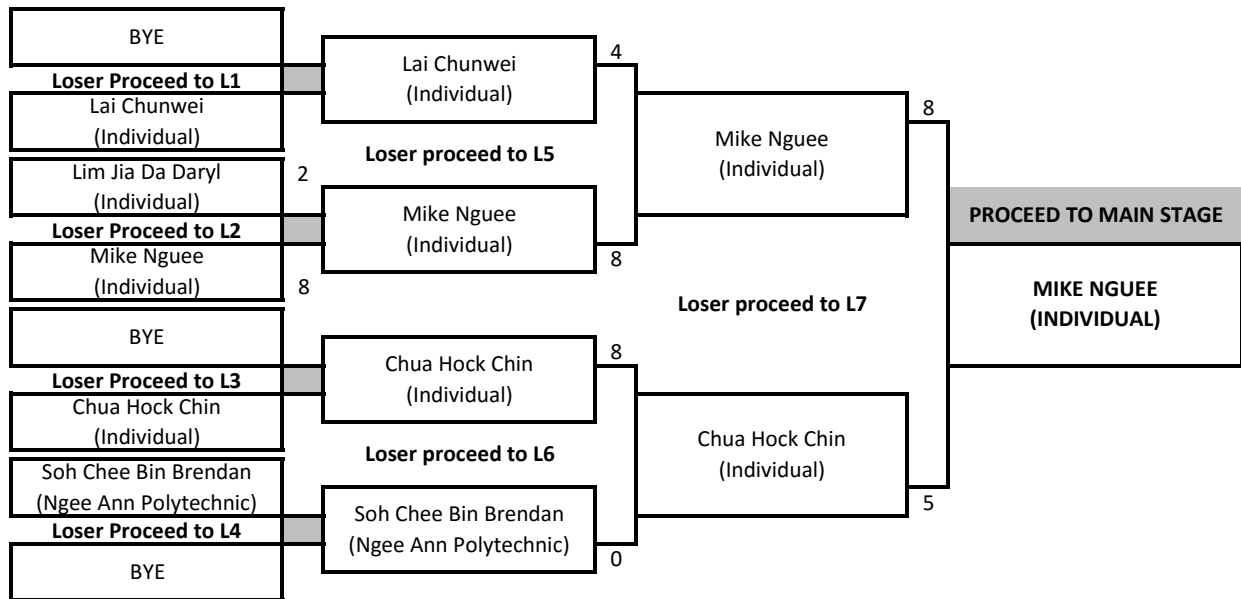 BYE
Loser Proceed to L1
Lai Chunwei
(Individual)
Lim Jia Da Daryl
(Individual)
2
Loser Proceed to L2
Mike Nguee
(Individual)
8
BYE
Loser Proceed to L3
Chua Hock Chin
(Individual)
Soh Chee Bin Brendan
(Ngee Ann Polytechnic)
Loser Proceed to L4
BYE
Lai Chunwei
(Individual)
4
Loser proceed to L5
Mike Nguee
(Individual)
8
Chua Hock Chin
(Individual)
8
Loser proceed to L6
Soh Chee Bin Brendan
(Ngee Ann Polytechnic)
0
Mike Nguee
(Individual)
8
Loser proceed to L7
Chua Hock Chin
(Individual)
5
PROCEED TO MAIN STAGE
MIKE NGUEE
(INDIVIDUAL)